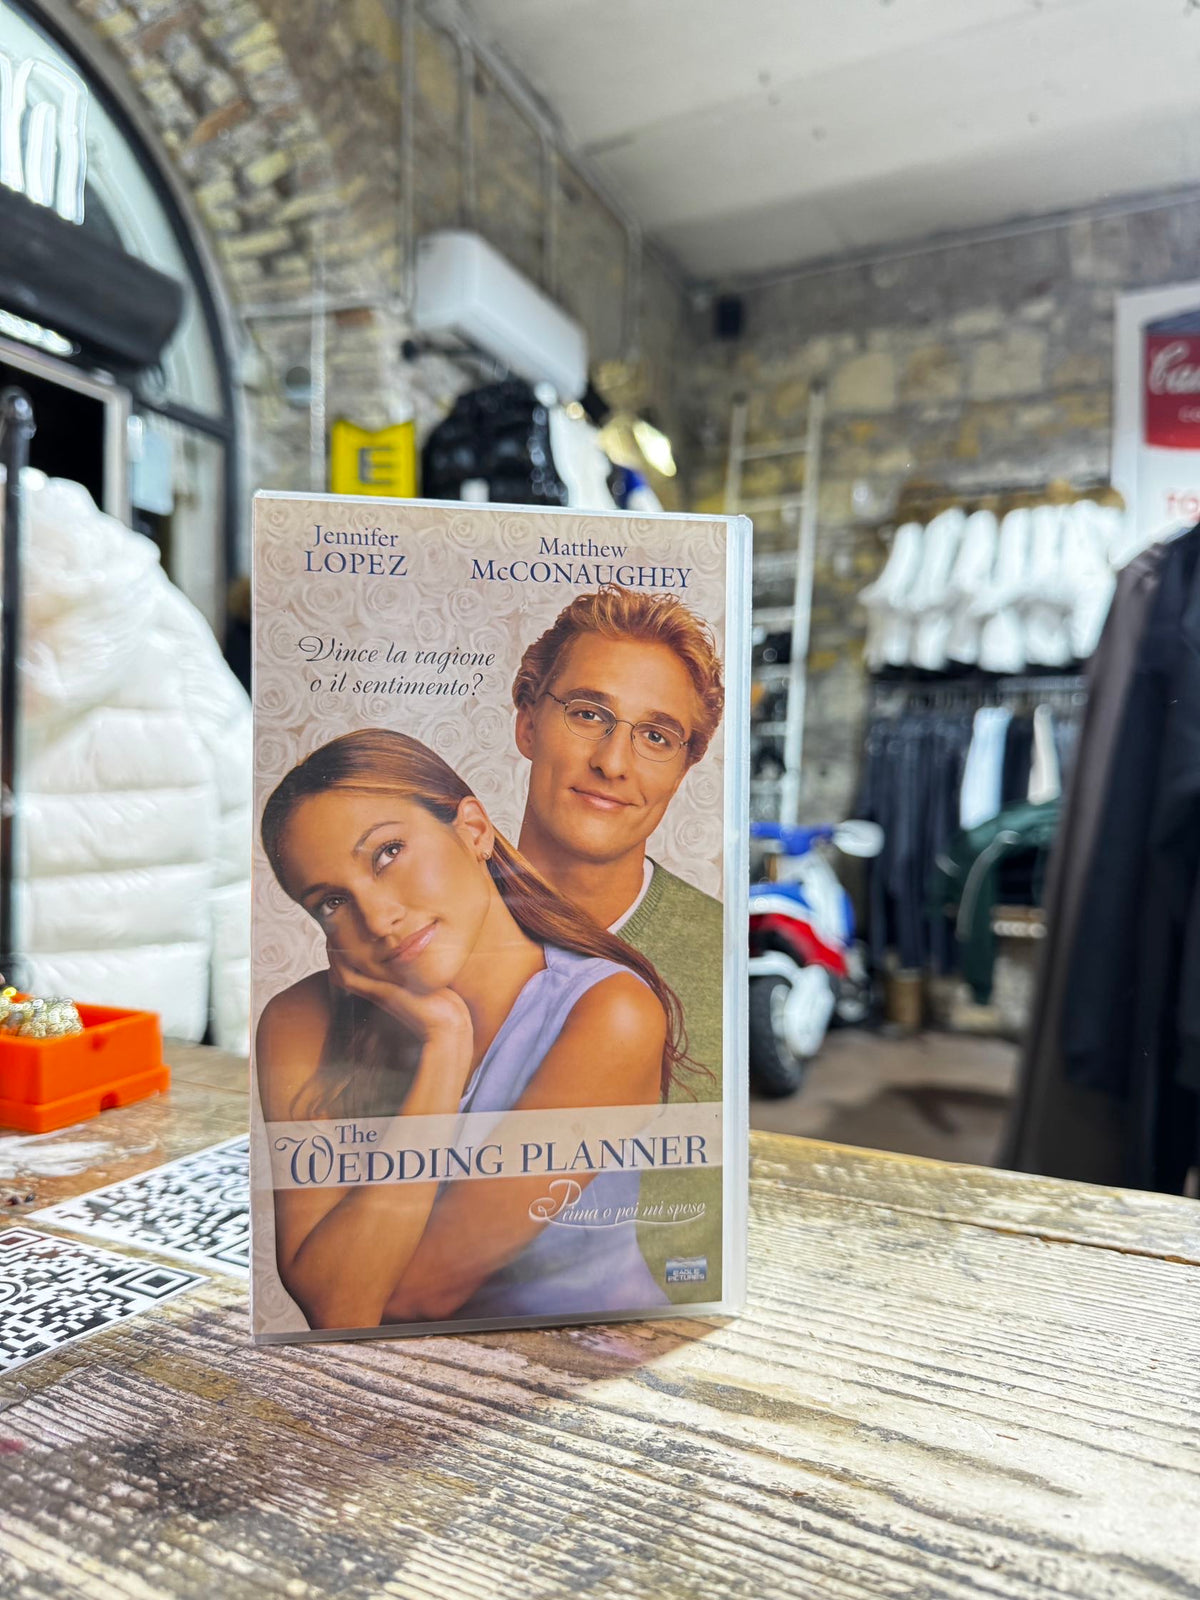 E
Jennifer
LOPEZ
Matthew
McCONAUGHEY
Vince la ragione
o il sentimento?
The
WEDDING PLANNER
Prima o poi mi sposo
EAGLE
PICTURES